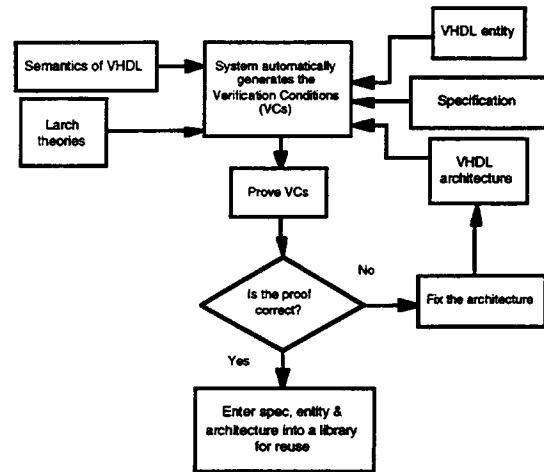 VHDL entity
Semantics of VHDL
System automatically
generates the
Verification Conditions
(VCs)
Specification
Larch
theories
VHDL
architecture
Prove VCs
No
Is the proof
correct?
Fix the architecture
Yes
Enter spec, entity &
architecture into a library
for reuse